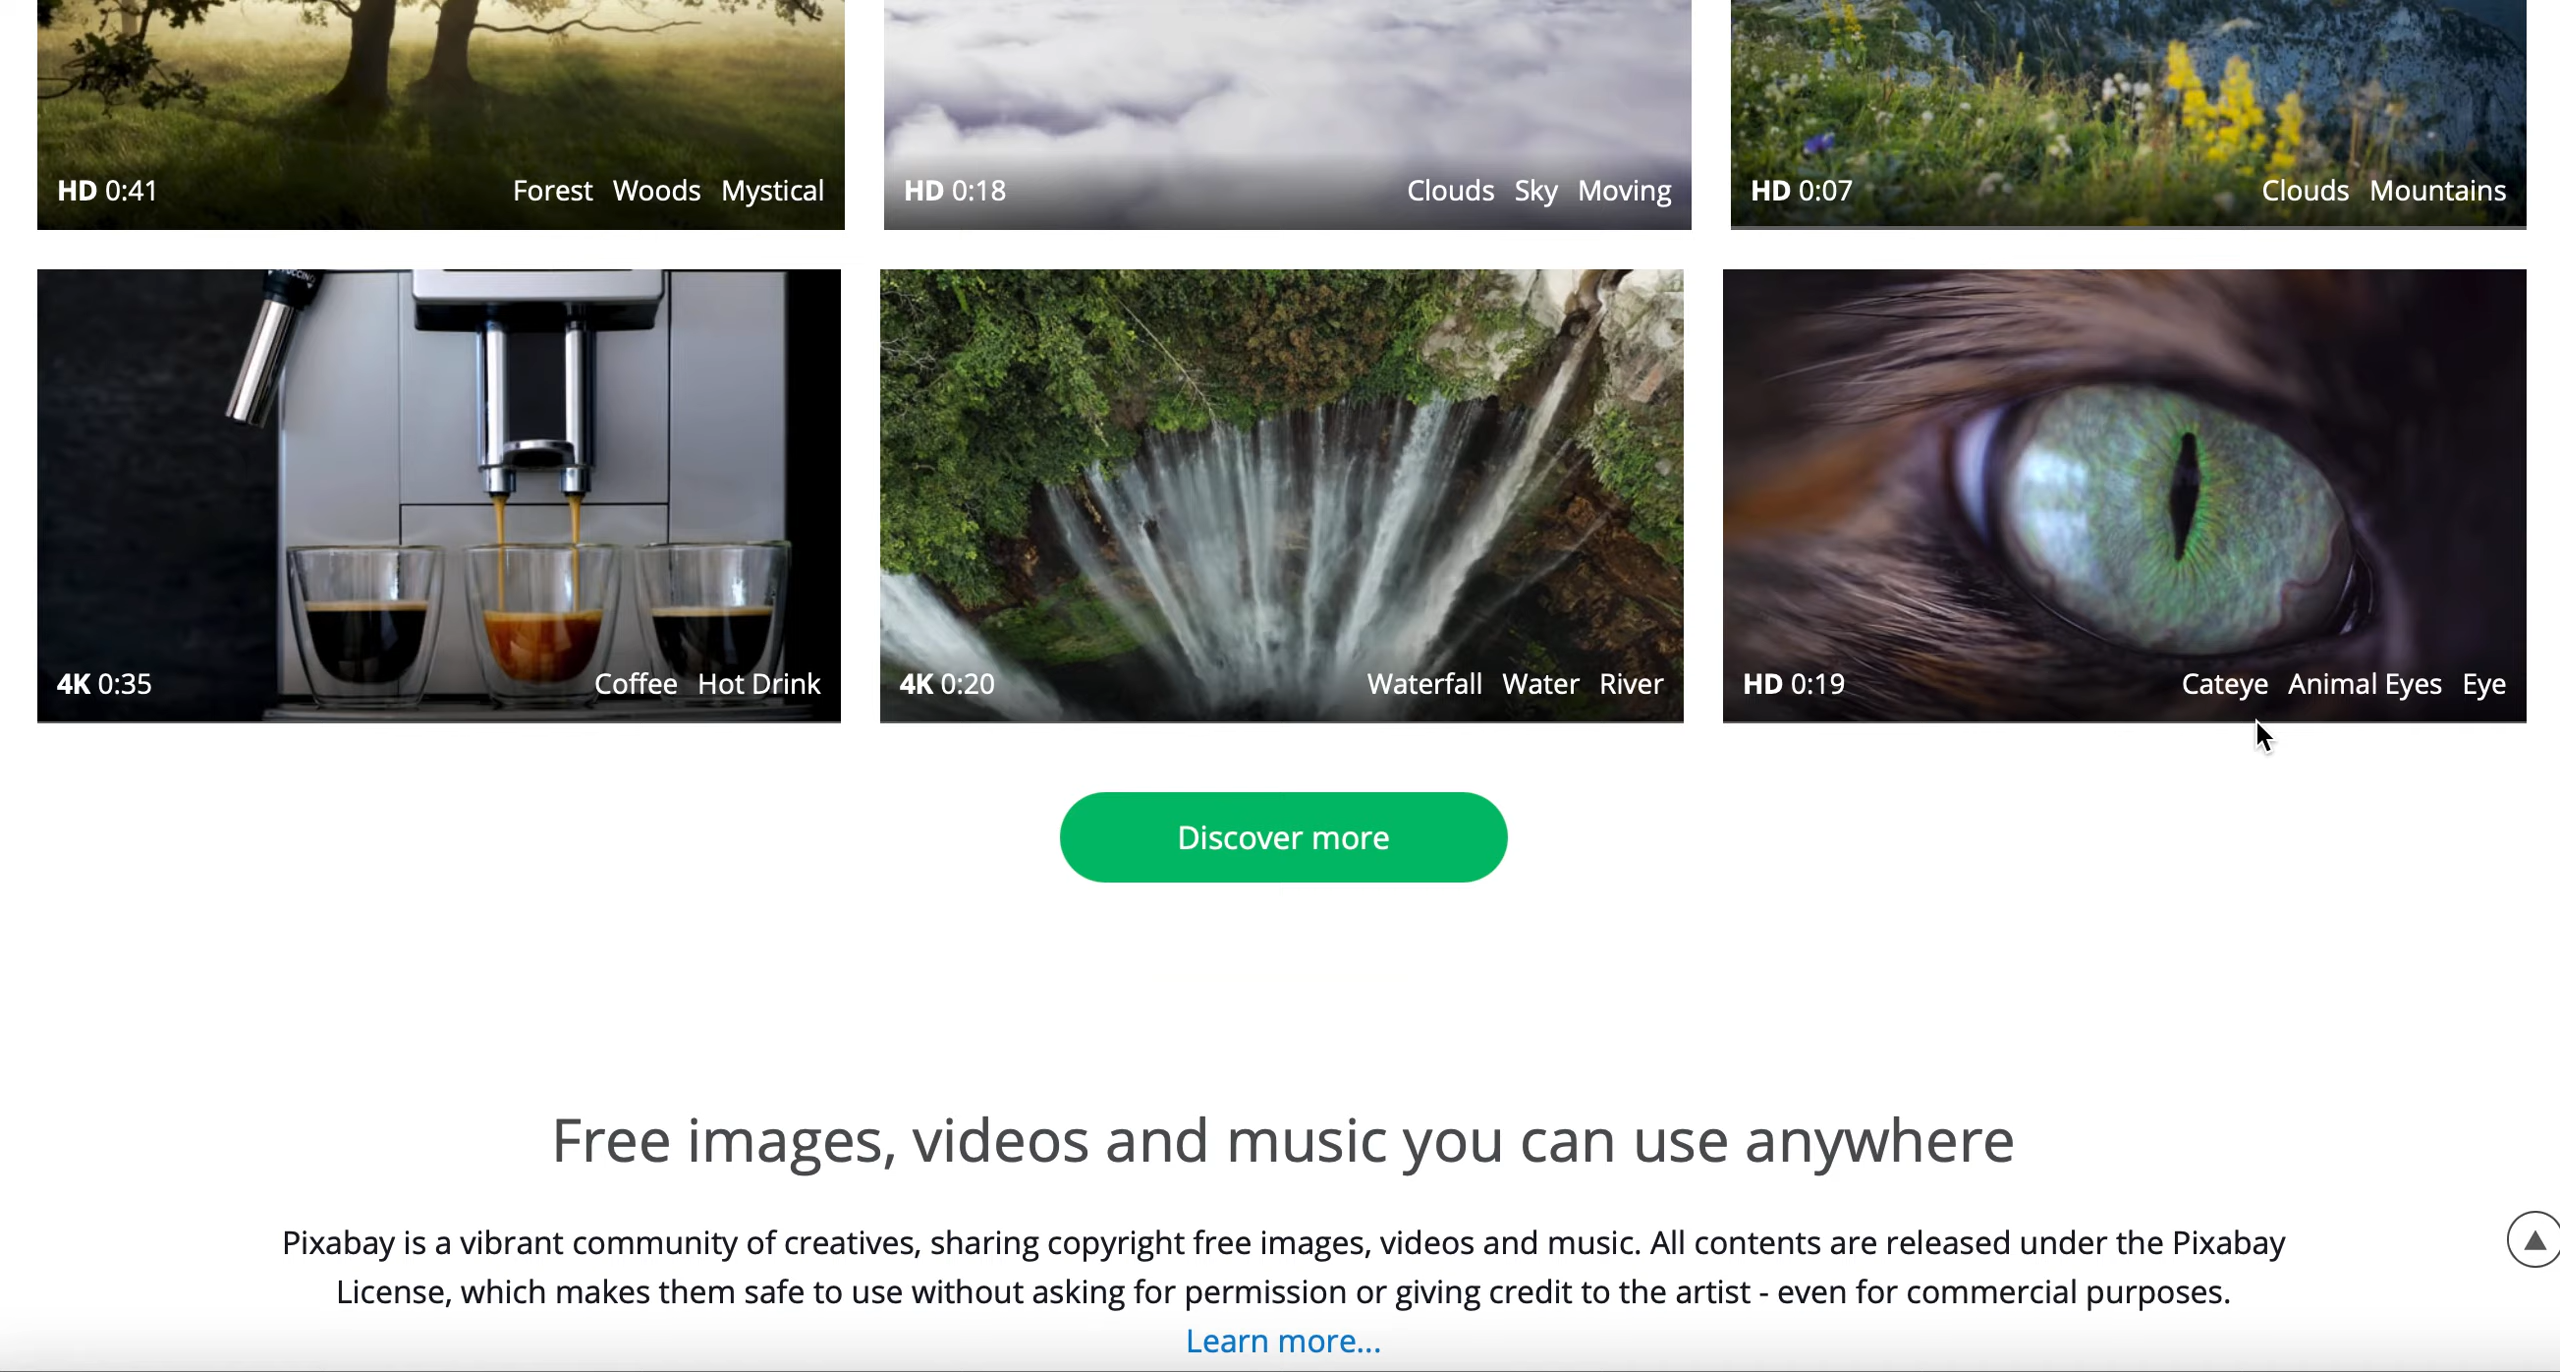 HD 0:41 Forest Woods Mystical
HD 0:18 Clouds Sky Moving
HD 0:07 Clouds Mountains
4K 0:35 Coffee Hot Drink
4K 0:20 Waterfall Water River
HD 0:19 Cateye Animal Eyes Eye
Discover more
Free images, videos and music you can use anywhere
Pixabay is a vibrant community of creatives, sharing copyright free images, videos and music. All contents are released under the Pixabay
License, which makes them safe to use without asking for permission or giving credit to the artist - even for commercial purposes.
Learn more...